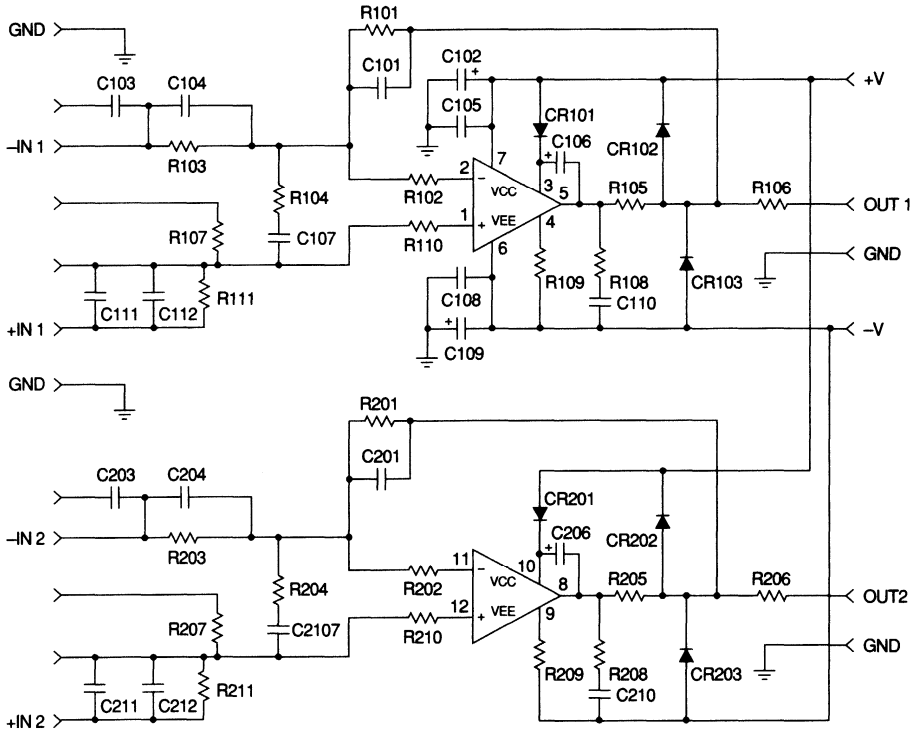 R101
GND
C102
+
C103 C104 C101 +V
C105 CR101
CR102
–IN 1 R103 + C106
7
2 – VCC 3 5 R105 R106
R104 R102 OUT 1
1 + VEE 4
R107 C107 R110 6 GND
R109 R108 CR103
C111 C112 R111 C108 C110
+IN 1 + –V
C109
GND
R201
C201
C203 C204
CR201
CR202
–IN 2 R203 + C206
11 – VCC 10 8 R205 R206
R204 R202 OUT2
12 + VEE 9
R207 C2107 R210 GND
R209 R208 CR203
C211 C212 R211 C210
+IN 2